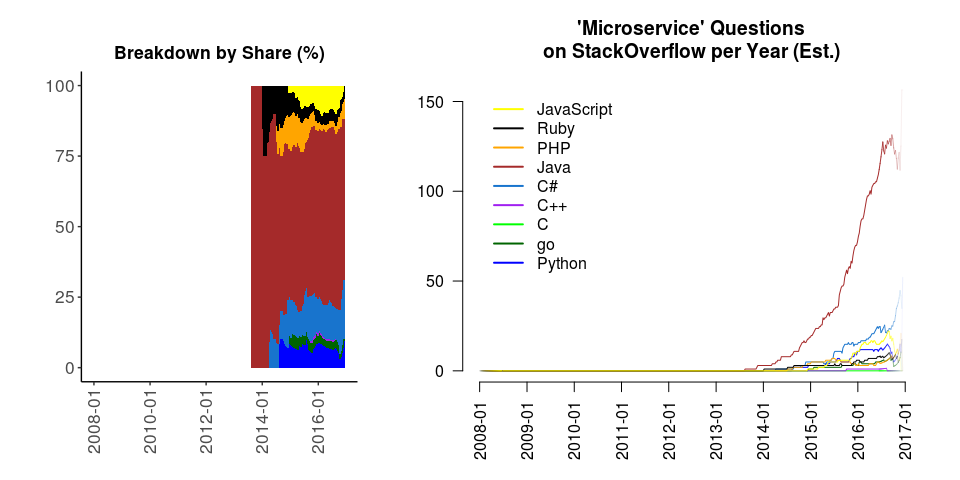 Breakdown by Share (%)
100
75
50
25
0
2008-01
2010-01
2012-01
2014-01
2016-01
'Microservice' Questions
on StackOverflow per Year (Est.)
150
100
50
0
JavaScript
Ruby
PHP
Java
C#
C++
C
go
Python
2008-01
2009-01
2010-01
2011-01
2012-01
2013-01
2014-01
2015-01
2016-01
2017-01